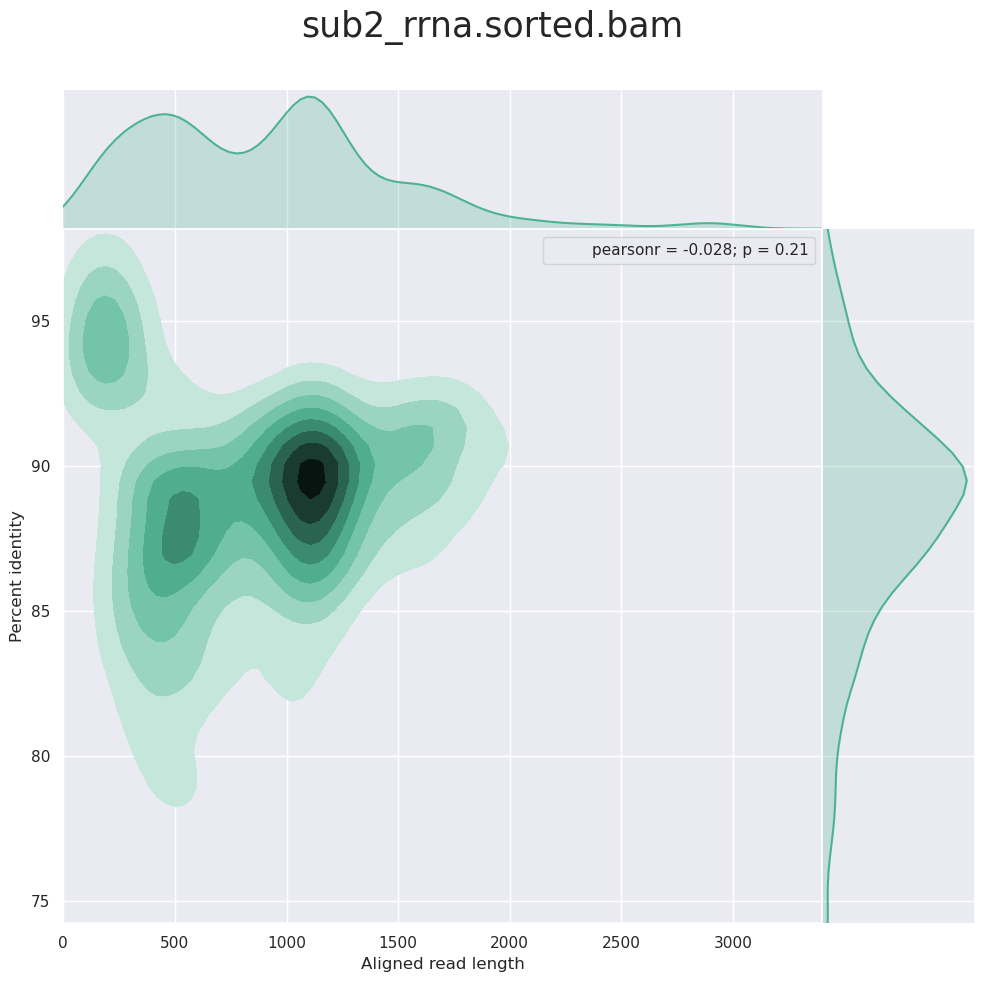 sub2_rrna.sorted.bam
pearsonr = -0.028; p = 0.21
95
90
85
80
75
Percent identity
0 500 1000 1500 2000 2500 3000
Aligned read length